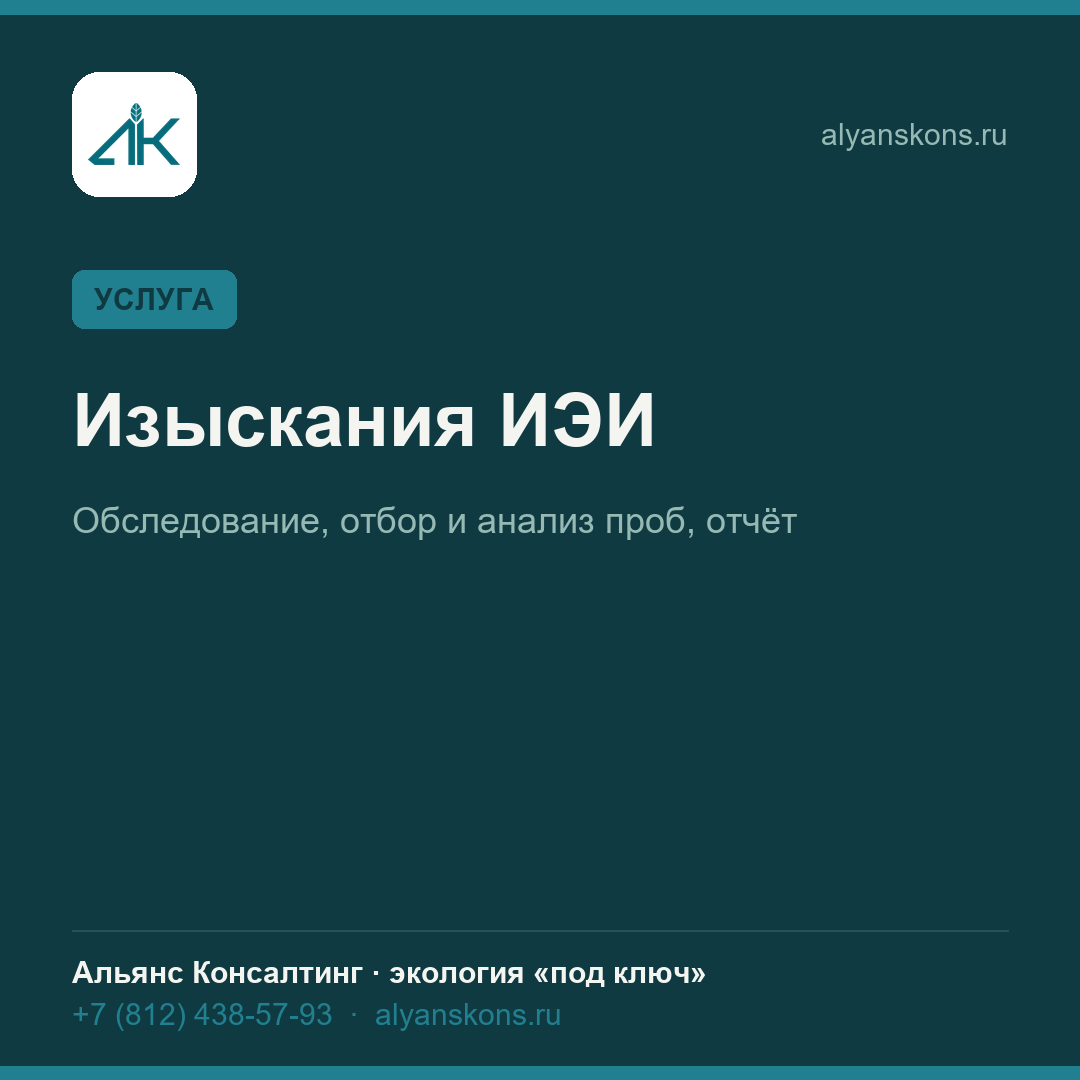 АК
alyanskons.ru
УСЛУГА
Изыскания ИЭИ
Обследование, отбор и анализ проб, отчёт
Альянс Консалтинг · экология «под ключ»
+7 (812) 438-57-93 · alyanskons.ru